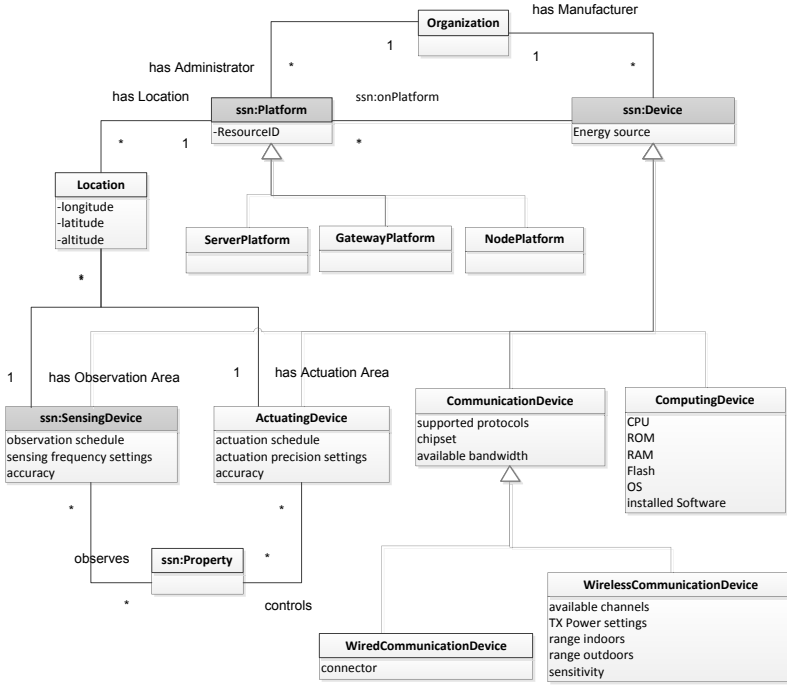 has Manufacturer
Organization
1
1
has Administrator
*
*
has Location
ssn:onPlatform
ssn:Platform
-ResourceID
ssn:Device
Energy source
*
1
*
Location
-longitude
-latitude
-altitude
ServerPlatform
GatewayPlatform
NodePlatform
*
1
has Observation Area
1
has Actuation Area
ssn:SensingDevice
observation schedule
sensing frequency settings
accuracy
ActuatingDevice
actuation schedule
actuation precision settings
accuracy
CommunicationDevice
supported protocols
chipset
available bandwidth
ComputingDevice
CPU
ROM
RAM
Flash
OS
installed Software
*
*
observes
ssn:Property
*
*
controls
WiredCommunicationDevice
connector
WirelessCommunicationDevice
available channels
TX Power settings
range indoors
range outdoors
sensitivity